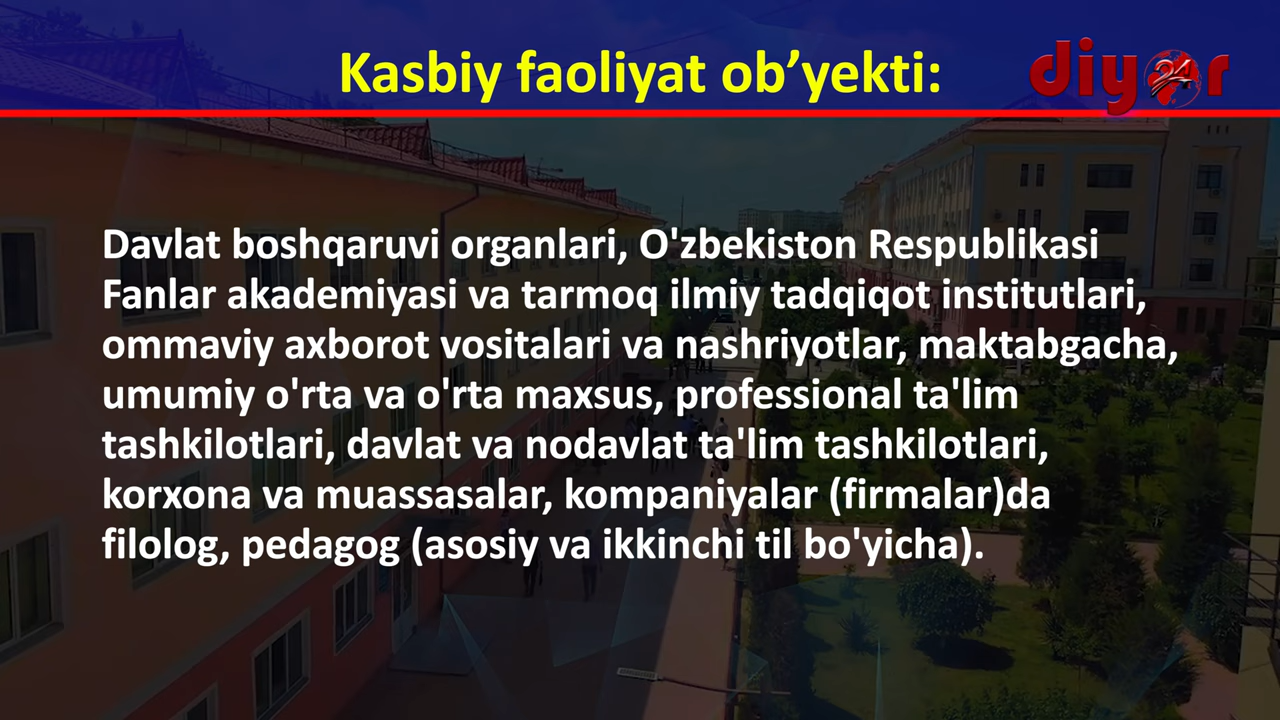 Kasbiy faoliyat ob’yekti:
diyor 24
Davlat boshqaruvi organlari, O'zbekiston Respublikasi
Fanlar akademiyasi va tarmoq ilmiy tadqiqot institutlari,
ommaviy axborot vositalari va nashriyotlar, maktabgacha,
umumiy o'rta va o'rta maxsus, professional ta'lim
tashkilotlari, davlat va nodavlat ta'lim tashkilotlari,
korxona va muassasalar, kompaniyalar (firmalar)da
filolog, pedagog (asosiy va ikkinchi til bo'yicha).